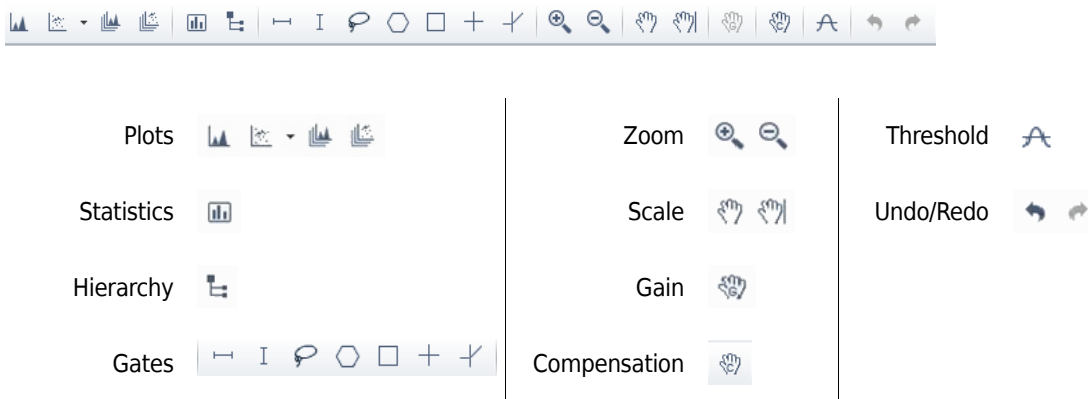 Plots
Zoom
Threshold
Statistics
Scale
Undo/Redo
Hierarchy
Gain
Gates
Compensation